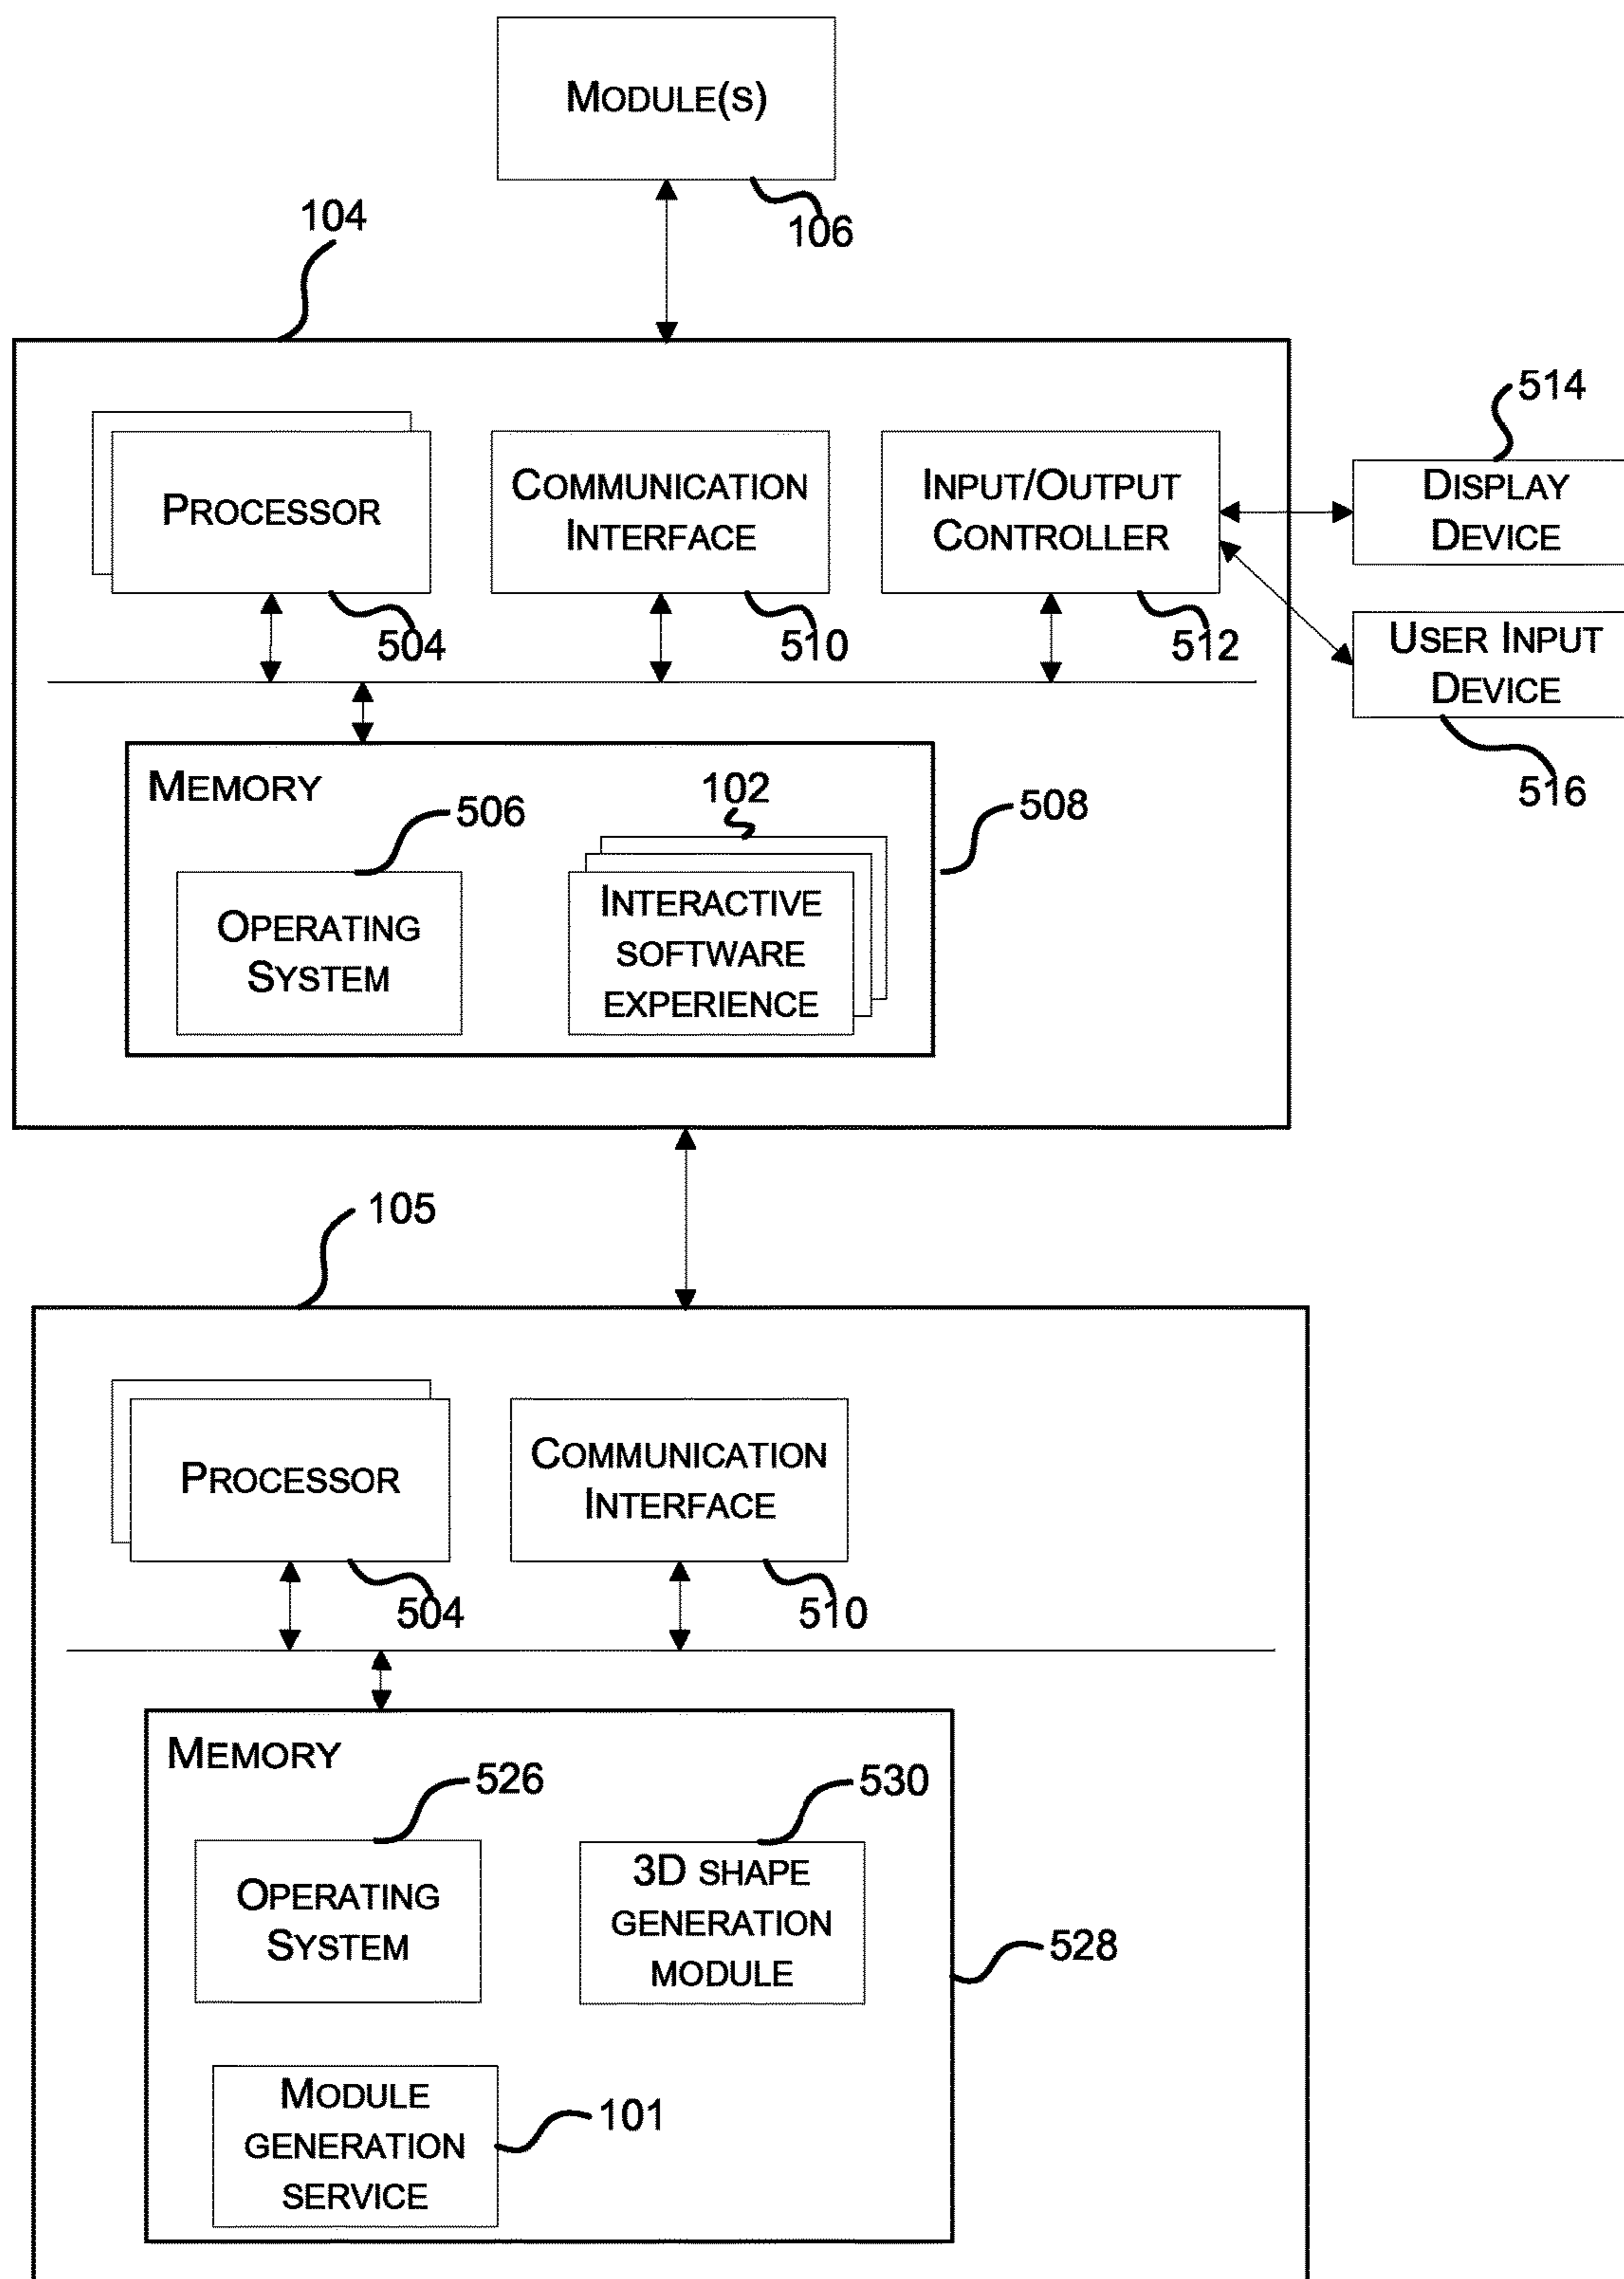 MODULE(S)
106
104
514
PROCESSOR
COMMUNICATION
INTERFACE
INPUT/OUTPUT
CONTROLLER
DISPLAY
DEVICE
504
510
512
USER INPUT
DEVICE
516
MEMORY
102
506
508
OPERATING
SYSTEM
INTERACTIVE
SOFTWARE
EXPERIENCE
105
PROCESSOR
COMMUNICATION
INTERFACE
504
510
MEMORY
526
530
OPERATING
SYSTEM
3D SHAPE
GENERATION
MODULE
528
MODULE
GENERATION
SERVICE
101